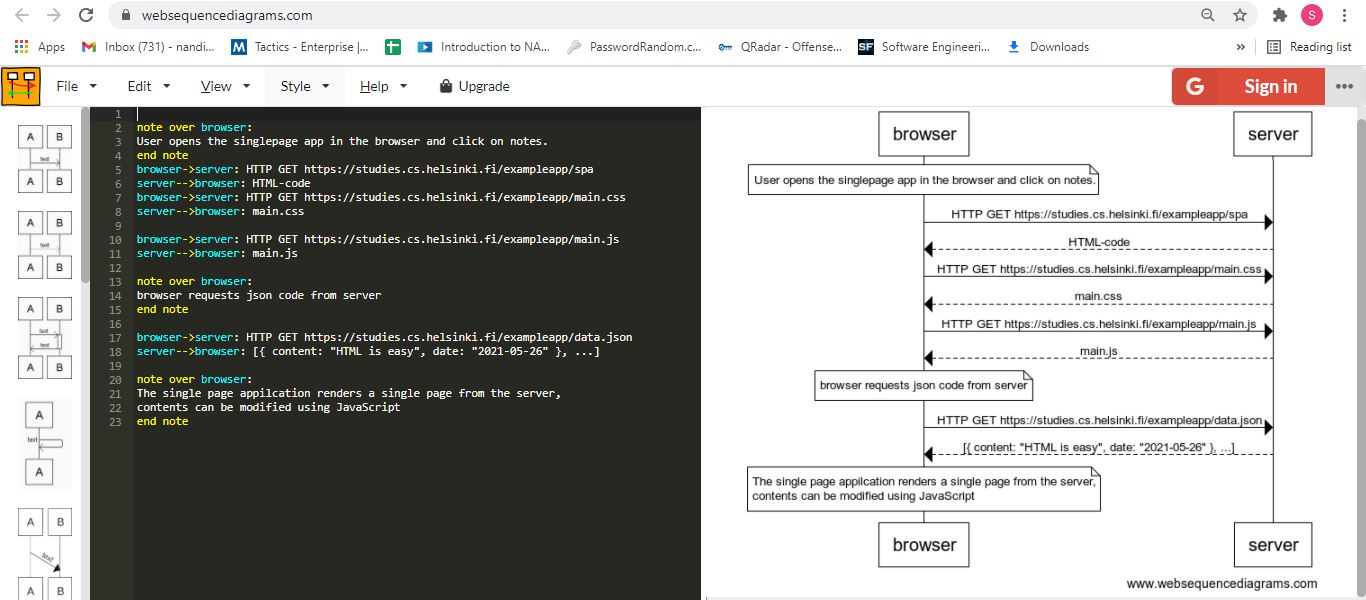 websequencediagrams.com
S
Apps
Inbox (731) - nandi...
M Tactics - Enterprise |...
Introduction to NA...
PasswordRandom.c...
QRadar - Offense...
SF Software Engineeri...
Downloads
»
Reading list
File
Edit
View
Style
Help
Upgrade
G Sign in
A B
text
A B
A B
text
A B
A B
text
text
A B
A
text
A
A B
text
A B
1
2 note over browser:
3 User opens the singlepage app in the browser and click on notes.
4 end note
5 browser->server: HTTP GET https://studies.cs.helsinki.fi/exampleapp/spa
6 server-->browser: HTML-code
7 browser->server: HTTP GET https://studies.cs.helsinki.fi/exampleapp/main.css
8 server-->browser: main.css
9
10 browser->server: HTTP GET https://studies.cs.helsinki.fi/exampleapp/main.js
11 server-->browser: main.js
12
13 note over browser:
14 browser requests json code from server
15 end note
16
17 browser->server: HTTP GET https://studies.cs.helsinki.fi/exampleapp/data.json
18 server-->browser: [{ content: "HTML is easy", date: "2021-05-26" }, ...]
19
20 note over browser:
21 The single page appilcation renders a single page from the server,
22 contents can be modified using JavaScript
23 end note
browser server
User opens the singlepage app in the browser and click on notes.
HTTP GET https://studies.cs.helsinki.fi/exampleapp/spa
HTML-code
HTTP GET https://studies.cs.helsinki.fi/exampleapp/main.css
main.css
HTTP GET https://studies.cs.helsinki.fi/exampleapp/main.js
main.js
browser requests json code from server
HTTP GET https://studies.cs.helsinki.fi/exampleapp/data.json
[{ content: "HTML is easy", date: "2021-05-26" }, ...]
The single page appilcation renders a single page from the server,
contents can be modified using JavaScript
browser server
www.websequencediagrams.com